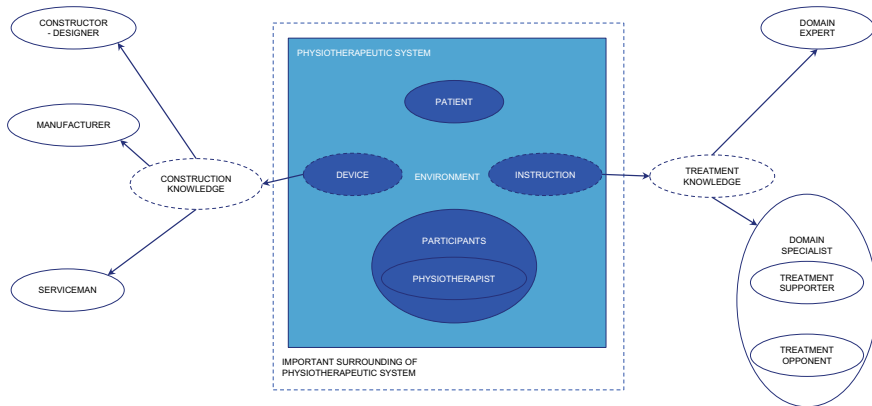 CONSTRUCTOR
- DESIGNER
MANUFACTURER
CONSTRUCTION
KNOWLEDGE
SERVICEMAN
PHYSIOTHERAPEUTIC SYSTEM
PATIENT
DEVICE
ENVIRONMENT
INSTRUCTION
PARTICIPANTS
PHYSIOTHERAPIST
IMPORTANT SURROUNDING OF
PHYSIOTHERAPEUTIC SYSTEM
DOMAIN
EXPERT
TREATMENT
KNOWLEDGE
DOMAIN
SPECIALIST
TREATMENT
SUPPORTER
TREATMENT
OPPONENT